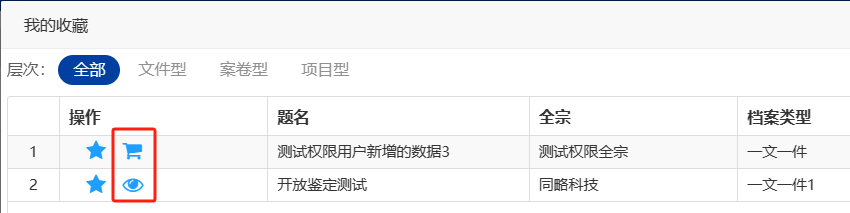 我的收藏
层次： 全部 文件型 案卷型 项目型
操作 题名 全宗 档案类型
1 测试权限用户新增的数据3 测试权限全宗 一文一件
2 开放鉴定测试 同略科技 一文一件1